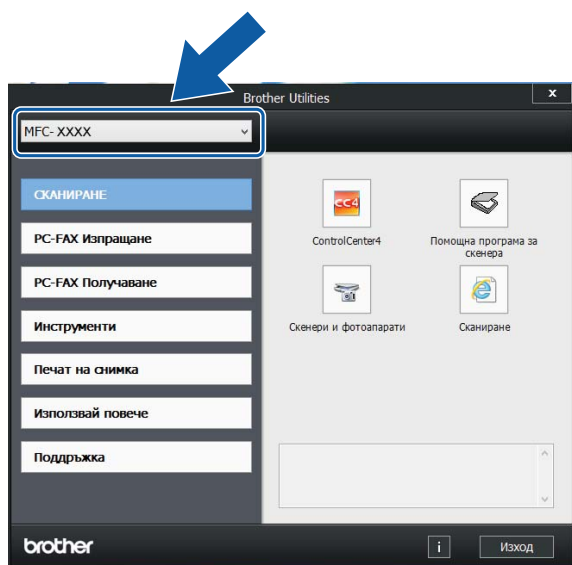 Brother Utilities
x
MFC- XXXX
СКАНИРАНЕ
PC-FAX Изпращане
PC-FAX Получаване
Инструменти
Печат на снимка
Използвай повече
Поддръжка
CC4
ControlCenter4
Помощна програма за
скенера
Скенери и фотоапарати
Сканиране
brother
i
Изход